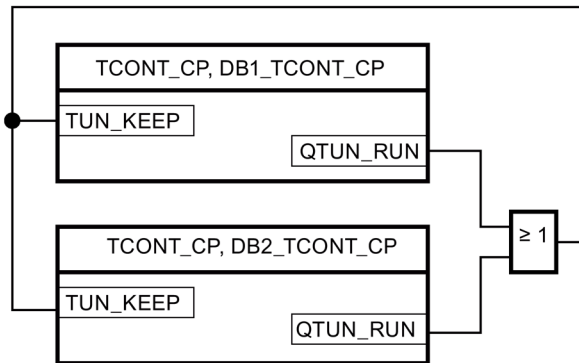 TCONT_CP, DB1_TCONT_CP
TUN_KEEP
QTUN_RUN
≥ 1
TCONT_CP, DB2_TCONT_CP
TUN_KEEP
QTUN_RUN